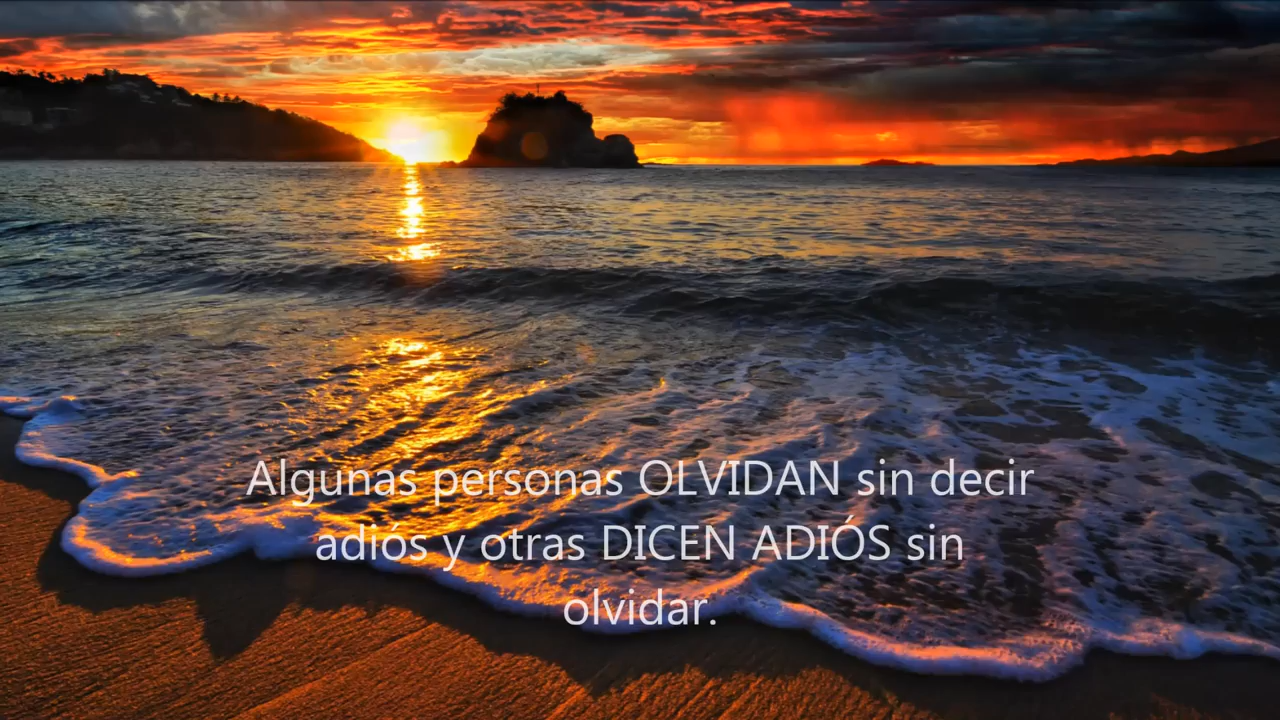 Algunas personas OLVIDAN sin decir
adiós y otras DICEN ADIÓS sin
olvidar.